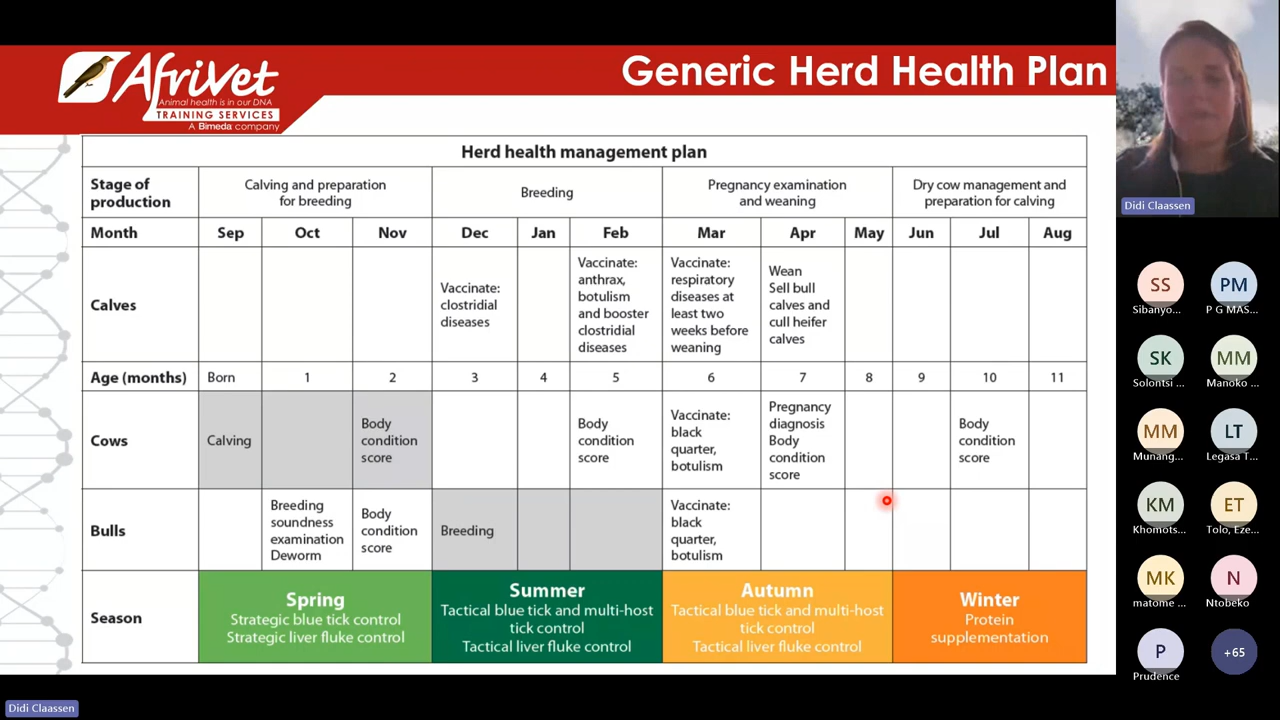 Afrivet
Animal health is in our DNA
TRAINING SERVICES
A Bimeda company
Generic Herd Health Plan
Herd health management plan
Stage of
production
Calving and preparation
for breeding
Breeding
Pregnancy examination
and weaning
Dry cow management and
preparation for calving
Month
Sep
Oct
Nov
Dec
Jan
Feb
Mar
Apr
May
Jun
Jul
Aug
Calves
Vaccinate:
clostridial
diseases
Vaccinate:
anthrax,
botulism
and booster
clostridial
diseases
Vaccinate:
respiratory
diseases at
least two
weeks before
weaning
Wean
Sell bull
calves and
cull heifer
calves
Age (months)
Born
1
2
3
4
5
6
7
8
9
10
11
Cows
Calving
Body
condition
score
Body
condition
score
Vaccinate:
black
quarter,
botulism
Pregnancy
diagnosis
Body
condition
score
Body
condition
score
Bulls
Breeding
soundness
examination
Deworm
Body
condition
score
Breeding
Vaccinate:
black
quarter,
botulism
Season
Spring
Strategic blue tick control
Strategic liver fluke control
Summer
Tactical blue tick and multi-host
tick control
Tactical liver fluke control
Autumn
Tactical blue tick and multi-host
tick control
Tactical liver fluke control
Winter
Protein
supplementation
Didi Claassen
SS
Sibanyo...
PM
P G MAS...
SK
Solontsi ...
MM
Manoko ...
MM
Munang...
LT
Legasa T...
KM
Khomots...
ET
Tolo, Eze...
MK
matome ...
N
Ntobeko
P
Prudence
+65
Didi Claassen